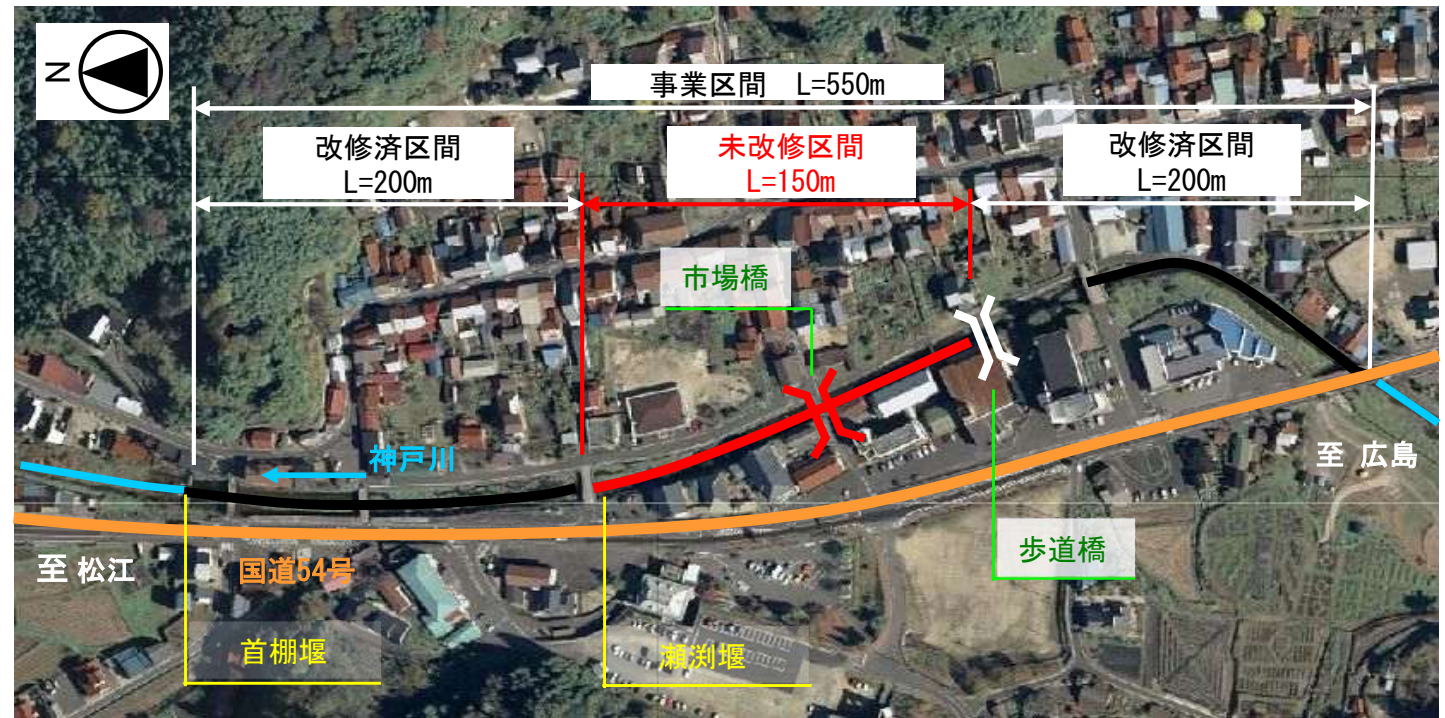 N
事業区間　L=550m
改修済区間
L=200m
未改修区間
L=150m
改修済区間
L=200m
市場橋
神戸川
至 広島
歩道橋
至 松江
国道54号
首棚堰
瀬渕堰